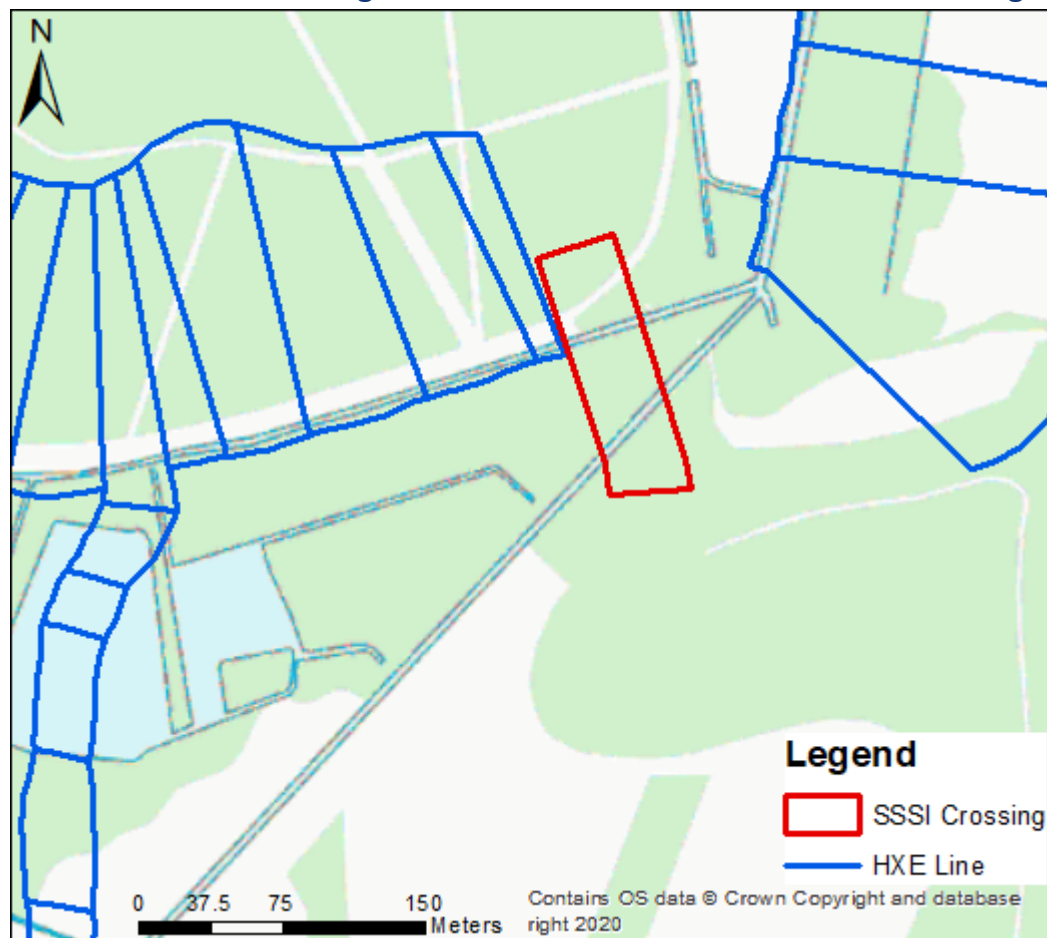 N
Legend
SSSI Crossing
HXE Line
0 37.5 75 150
Meters
Contains OS data © Crown Copyright and database
right 2020